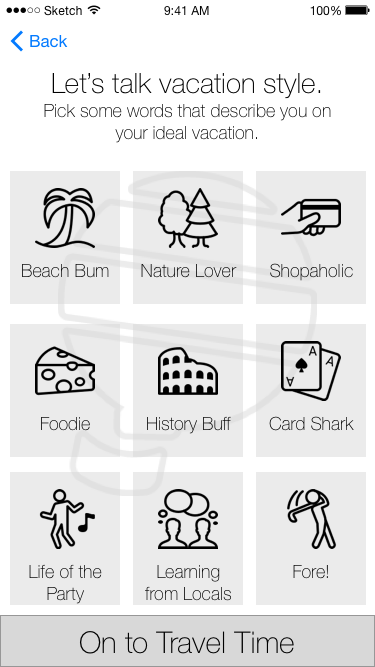 Sketch 9:41 AM 100%
Back
Let’s talk vacation style.
Pick some words that describe you on
your ideal vacation.
Beach Bum Nature Lover Shopaholic
A A A
Foodie History Buff Card Shark
Life of the Learning Fore!
Party from Locals
On to Travel Time